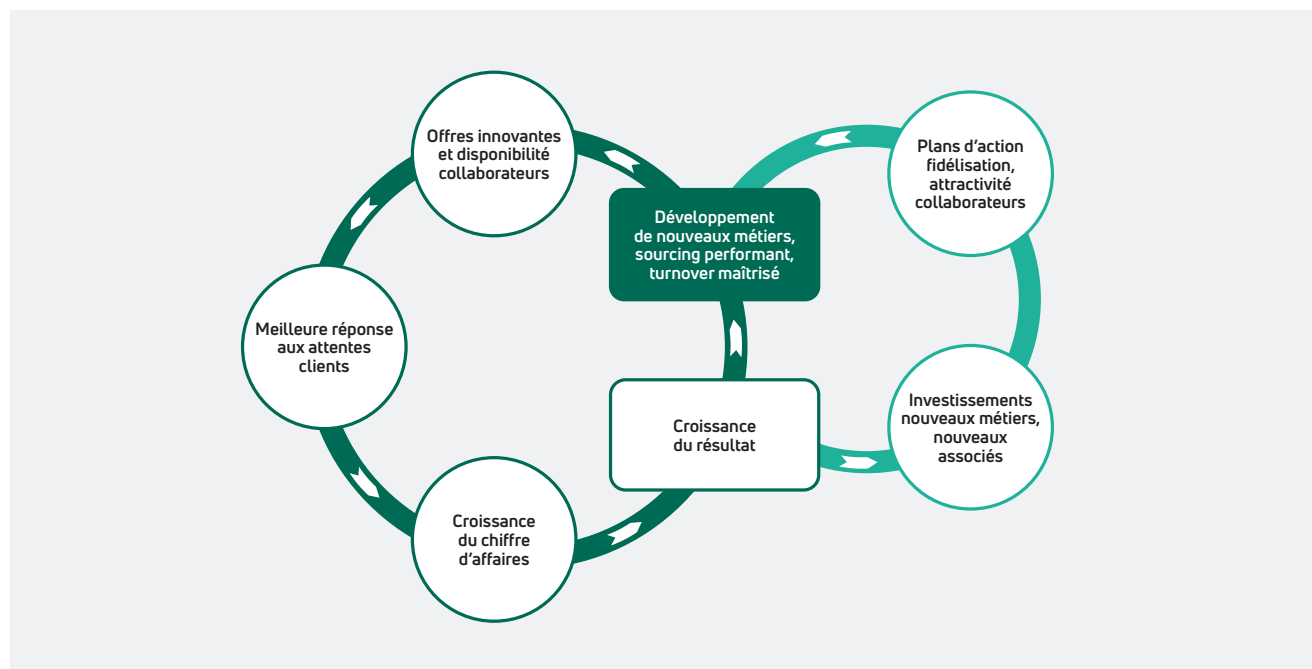 Offres innovantes
et disponibilité
collaborateurs
Plans d’action
fidélisation,
attractivité
collaborateurs
Développement
de nouveaux métiers,
sourcing performant,
turnover maîtrisé
Meilleure réponse
aux attentes
clients
Croissance
du résultat
Investissements
nouveaux métiers,
nouveaux
associés
Croissance
du chiffre
d’affaires